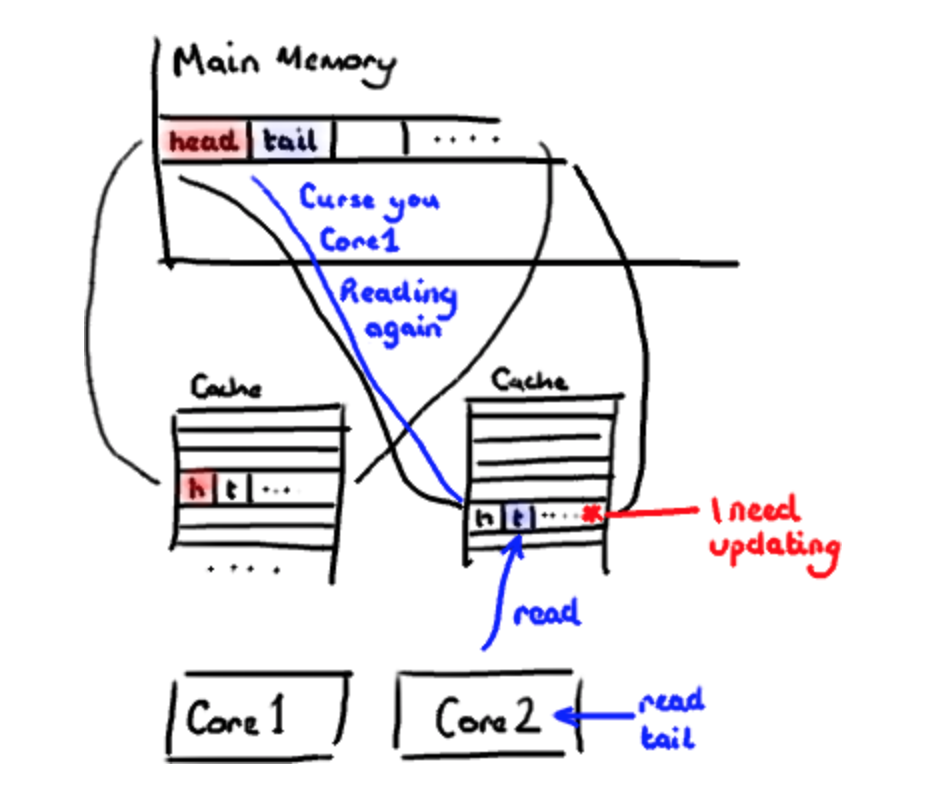 Main Memory
head tail ....
Curse you
Core1
Reading
again
Cache
Cache
h t ...
h t ..... *
I need
updating
....
read
Core 1
Core 2
read
tail